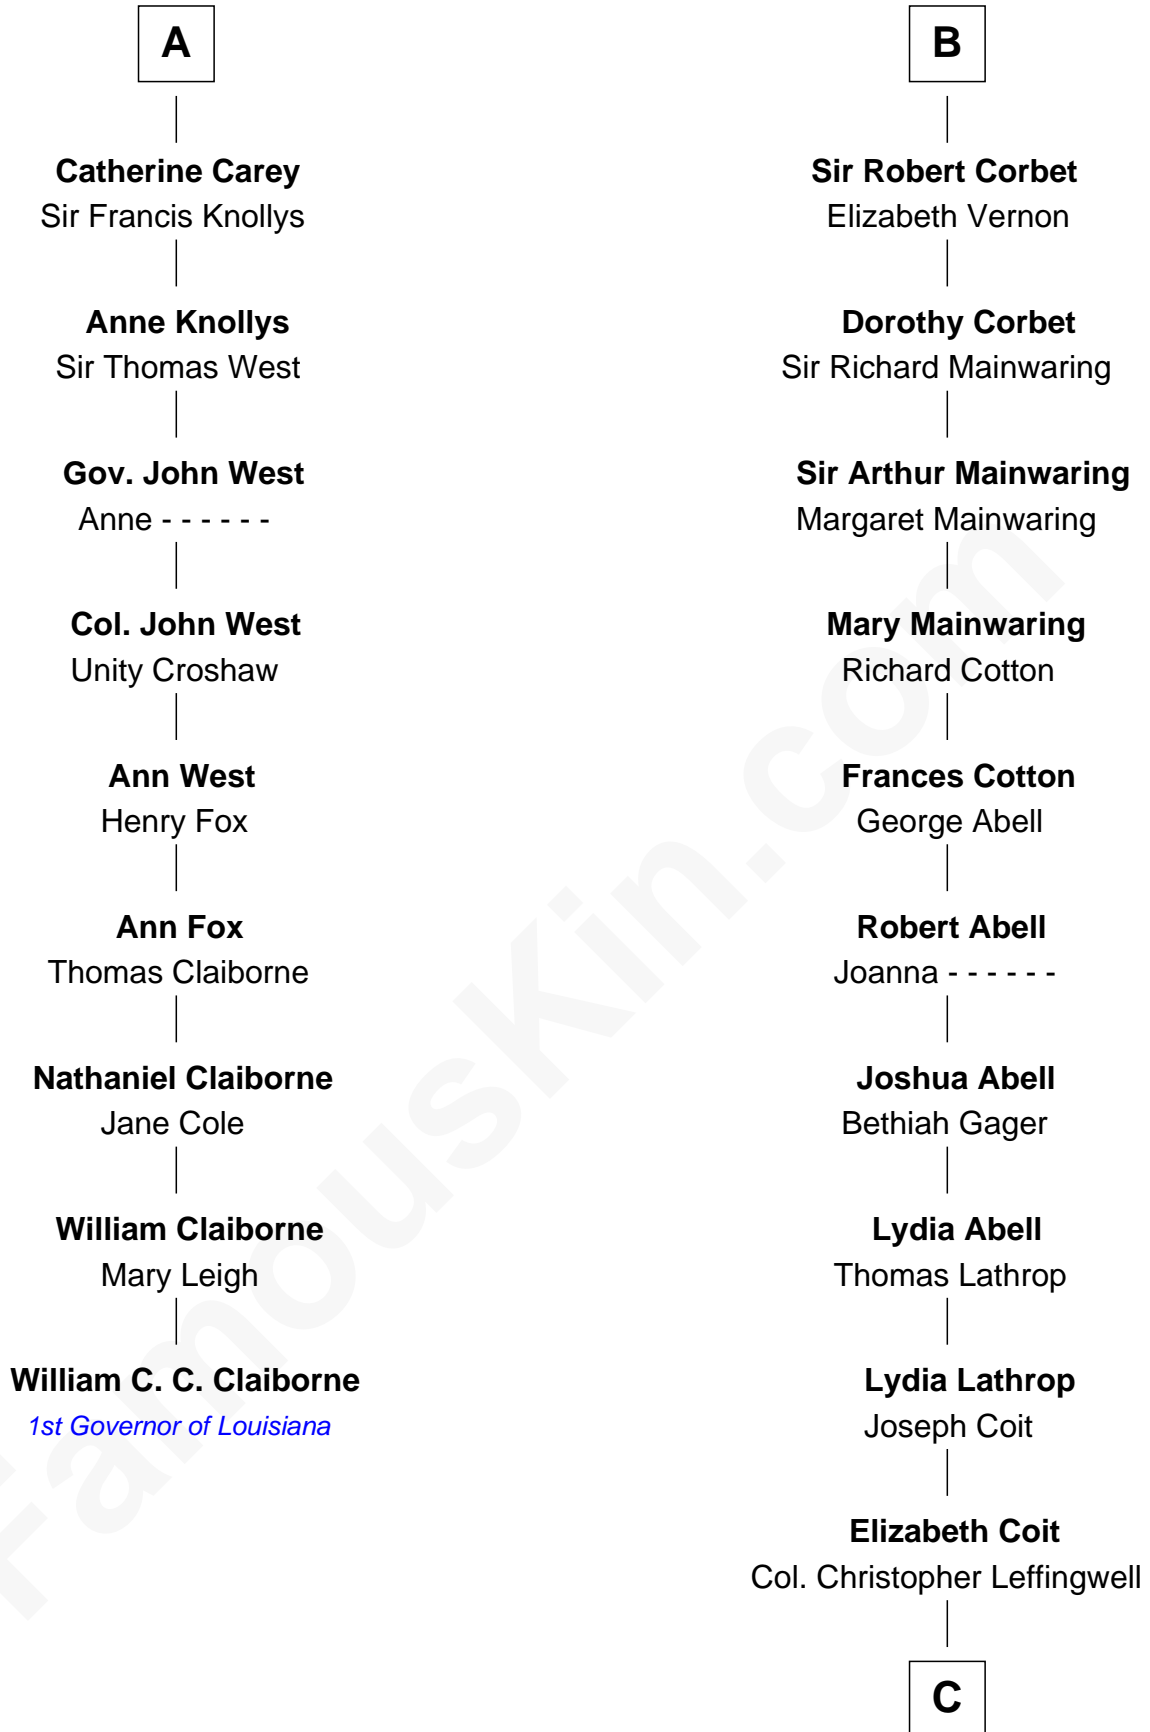 A
Catherine Carey
Sir Francis Knollys
Anne Knollys
Sir Thomas West
Gov. John West
Anne - - - - - -
Col. John West
Unity Croshaw
Ann West
Henry Fox
Ann Fox
Thomas Claiborne
Nathaniel Claiborne
Jane Cole
William Claiborne
Mary Leigh
William C. C. Claiborne
1st Governor of Louisiana
B
Sir Robert Corbet
Elizabeth Vernon
Dorothy Corbet
Sir Richard Mainwaring
Sir Arthur Mainwaring
Margaret Mainwaring
Mary Mainwaring
Richard Cotton
Frances Cotton
George Abell
Robert Abell
Joanna - - - - - -
Joshua Abell
Bethiah Gager
Lydia Abell
Thomas Lathrop
Lydia Lathrop
Joseph Coit
Elizabeth Coit
Col. Christopher Leffingwell
C
FamousKin.com